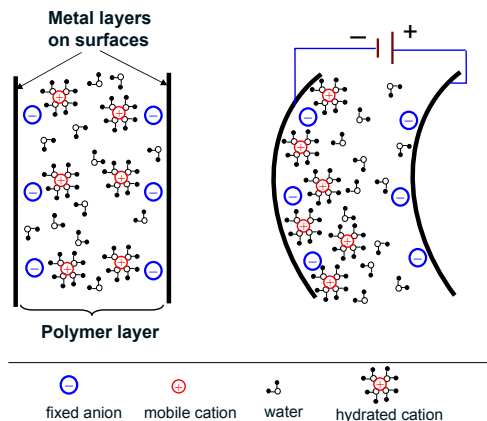 Metal layers
on surfaces
− +
Polymer layer
fixed anion mobile cation water hydrated cation